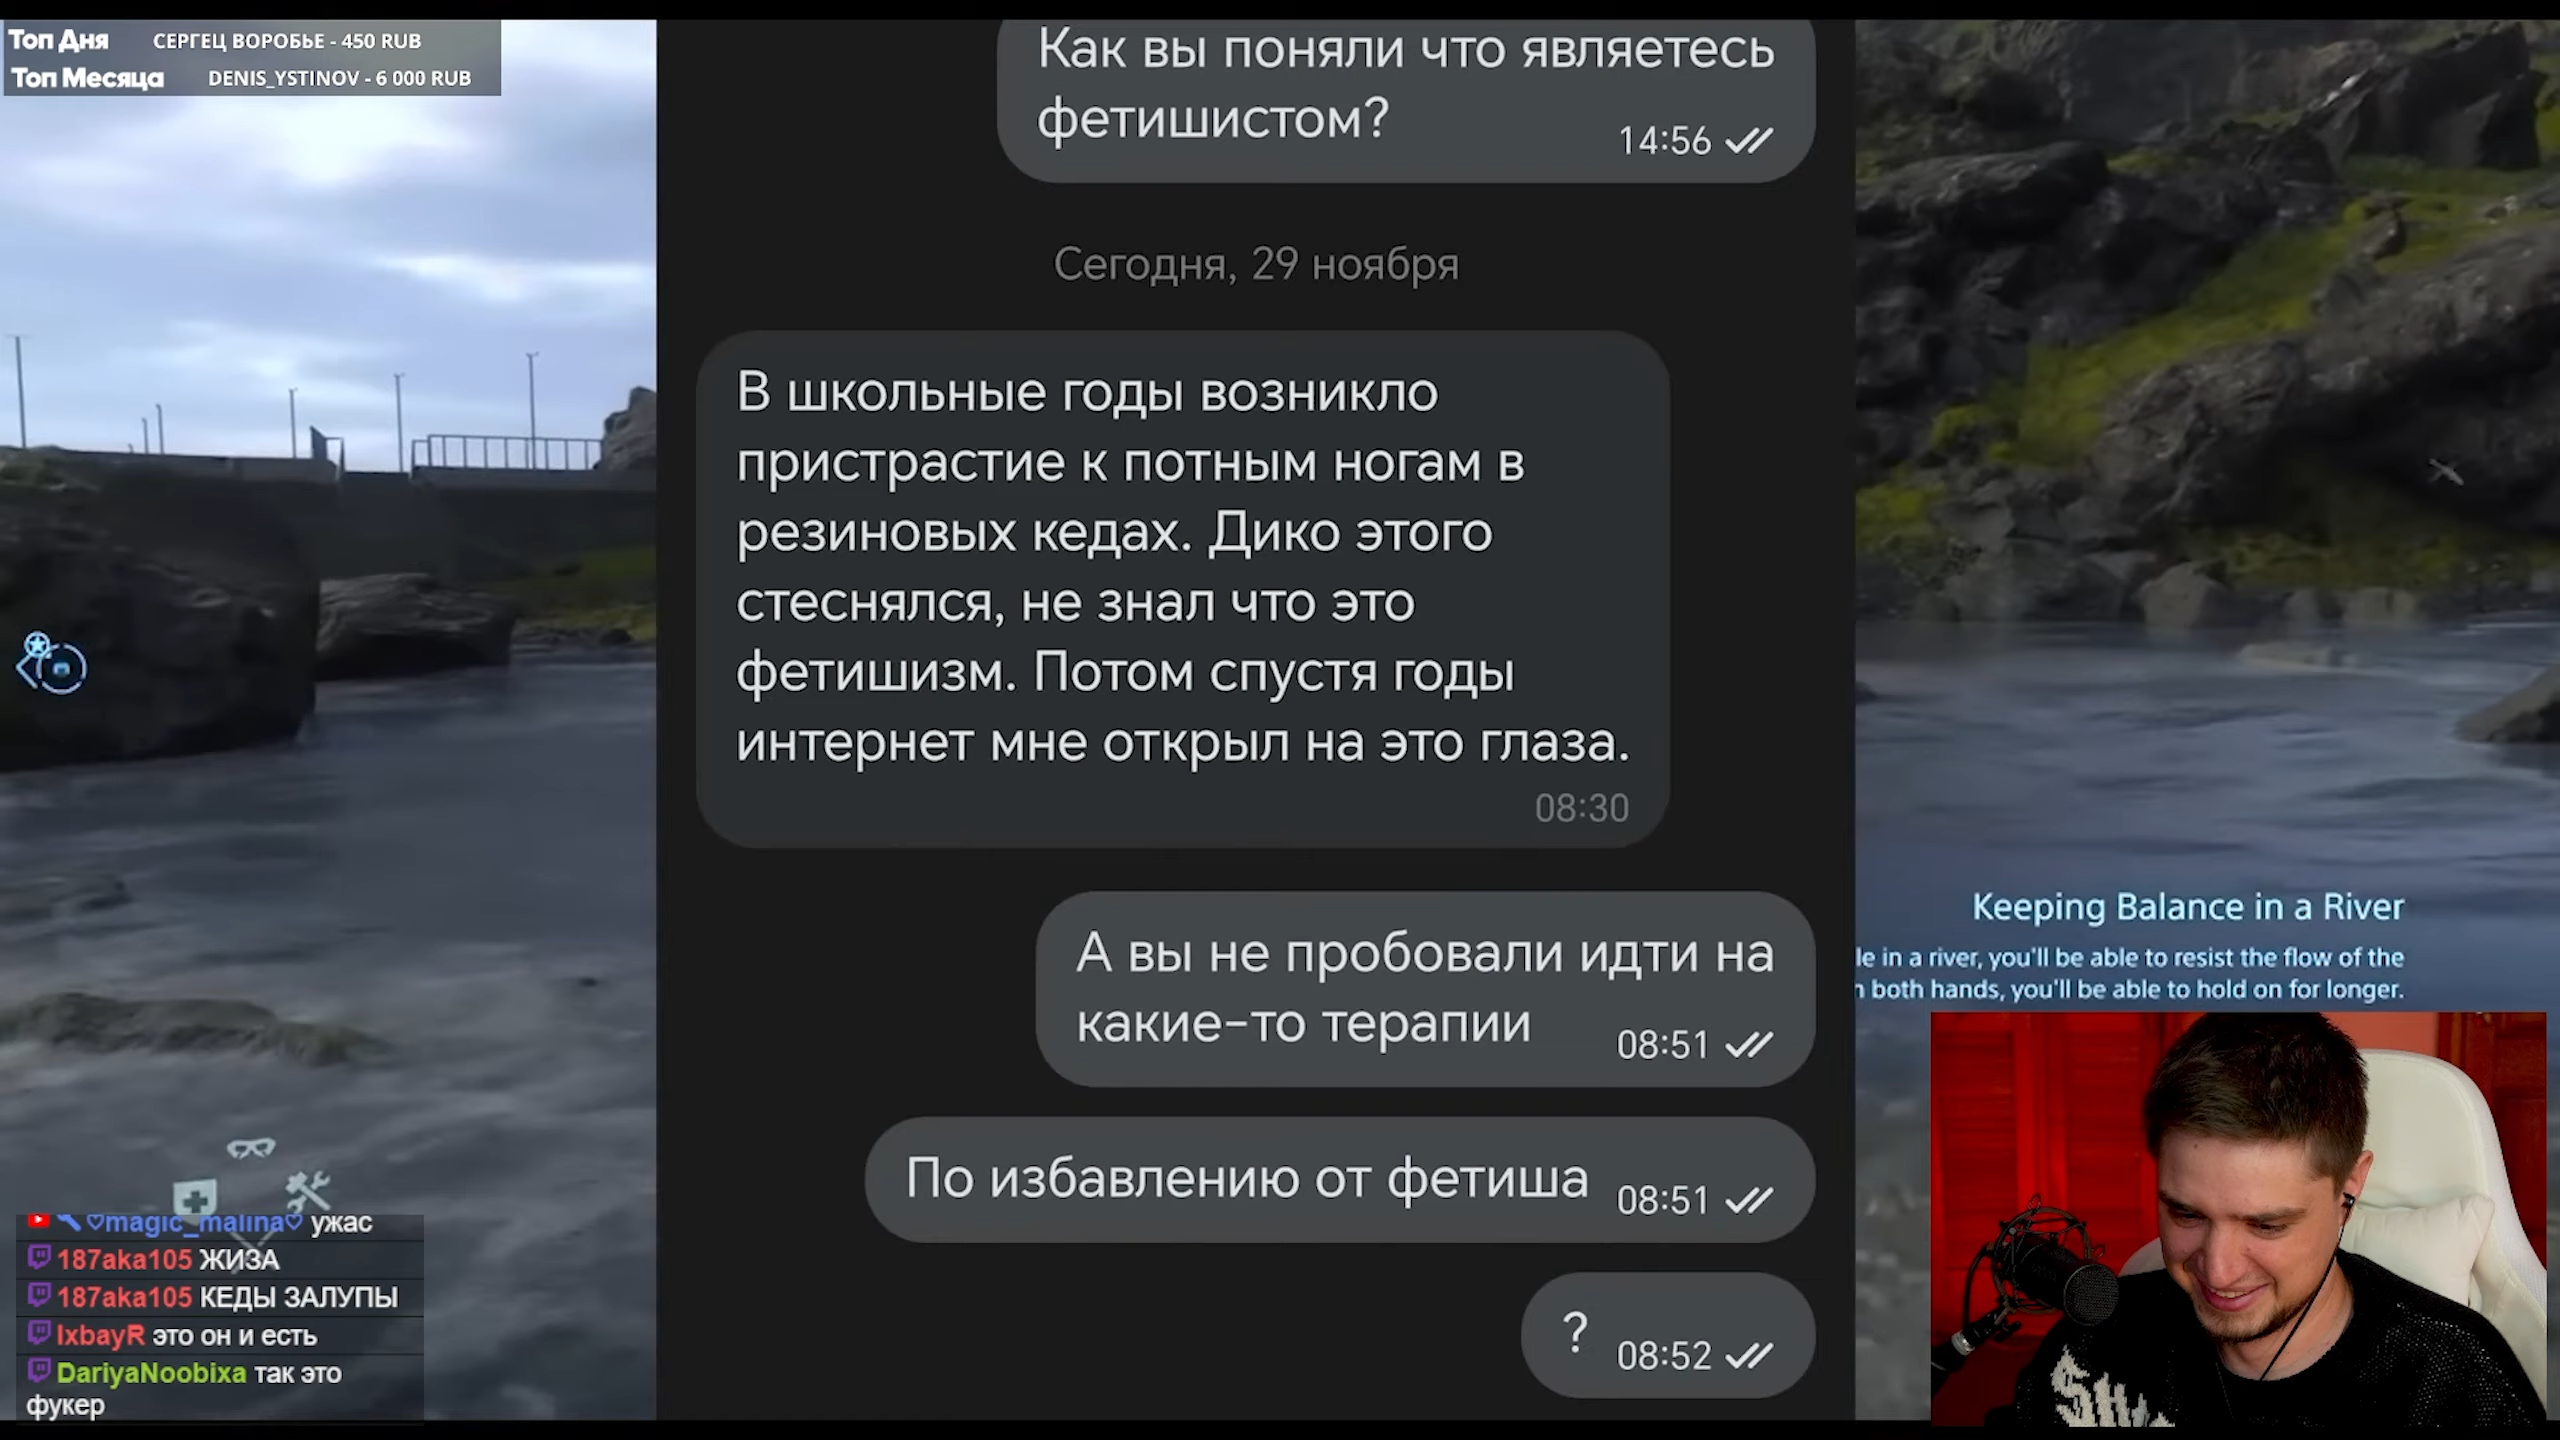 Топ Дня СЕРГЕЦ ВОРОБЬЕ - 450 RUB
Топ Месяца DENIS_YSTINOV - 6 000 RUB
Как вы поняли что являетесь
фетишистом?
14:56
Сегодня, 29 ноября
В школьные годы возникло
пристрастие к потным ногам в
резиновых кедах. Дико этого
стеснялся, не знал что это
фетишизм. Потом спустя годы
интернет мне открыл на это глаза.
08:30
А вы не пробовали идти на
какие-то терапии 08:51
По избавлению от фетиша 08:51
? 08:52
Keeping Balance in a River
le in a river, you'll be able to resist the flow of the
both hands, you'll be able to hold on for longer.
♡magic_malina♡ ужас
187aka105 ЖИЗА
187aka105 КЕДЫ ЗАЛУПЫ
IxbayR это он и есть
DariyaNoobixa так это
фукер